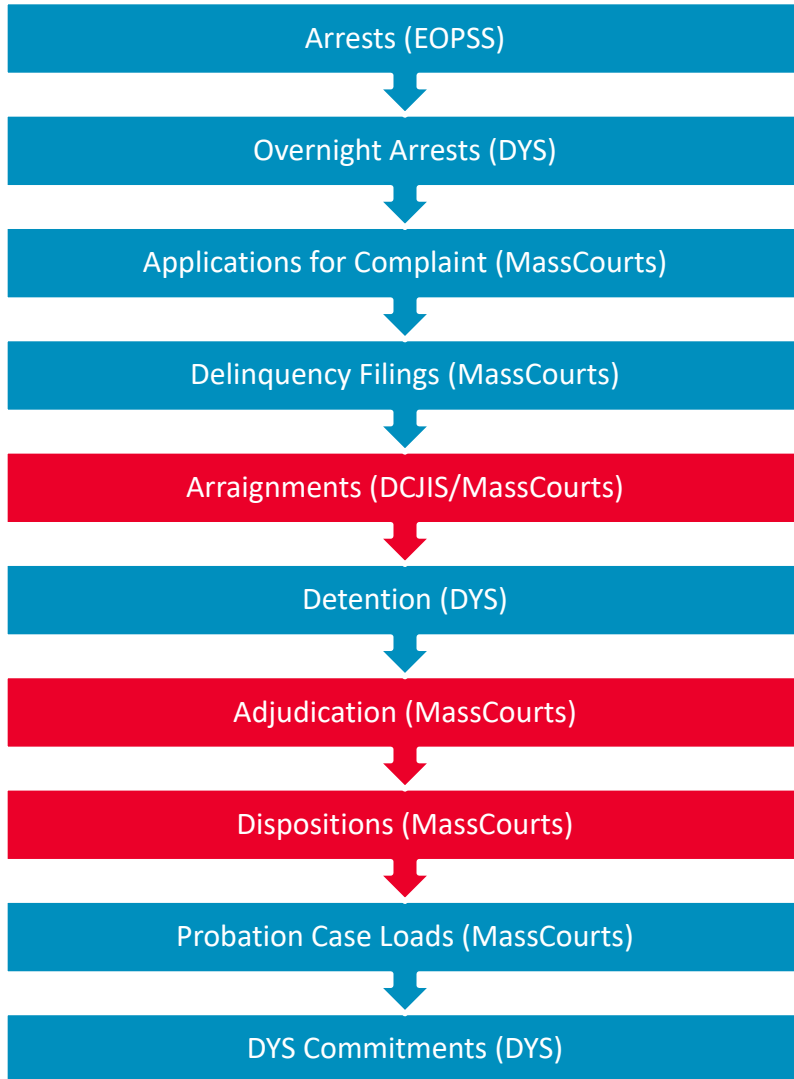 Arrests (EOPSS)
Overnight Arrests (DYS)
Applications for Complaint (MassCourts)
Delinquency Filings (MassCourts)
Arraignments (DCJIS/MassCourts)
Detention (DYS)
Adjudication (MassCourts)
Dispositions (MassCourts)
Probation Case Loads (MassCourts)
DYS Commitments (DYS)